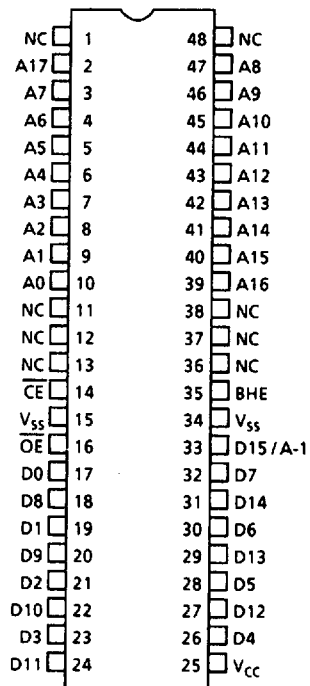 NC 1 48 NC
A17 2 47 A8
A7 3 46 A9
A6 4 45 A10
A5 5 44 A11
A4 6 43 A12
A3 7 42 A13
A2 8 41 A14
A1 9 40 A15
A0 10 39 A16
NC 11 38 NC
NC 12 37 NC
NC 13 36 NC
C̅E̅ 14 35 BHE
VSS 15 34 VSS
O̅E̅ 16 33 D15 / A-1
D0 17 32 D7
D8 18 31 D14
D1 19 30 D6
D9 20 29 D13
D2 21 28 D5
D10 22 27 D12
D3 23 26 D4
D11 24 25 VCC